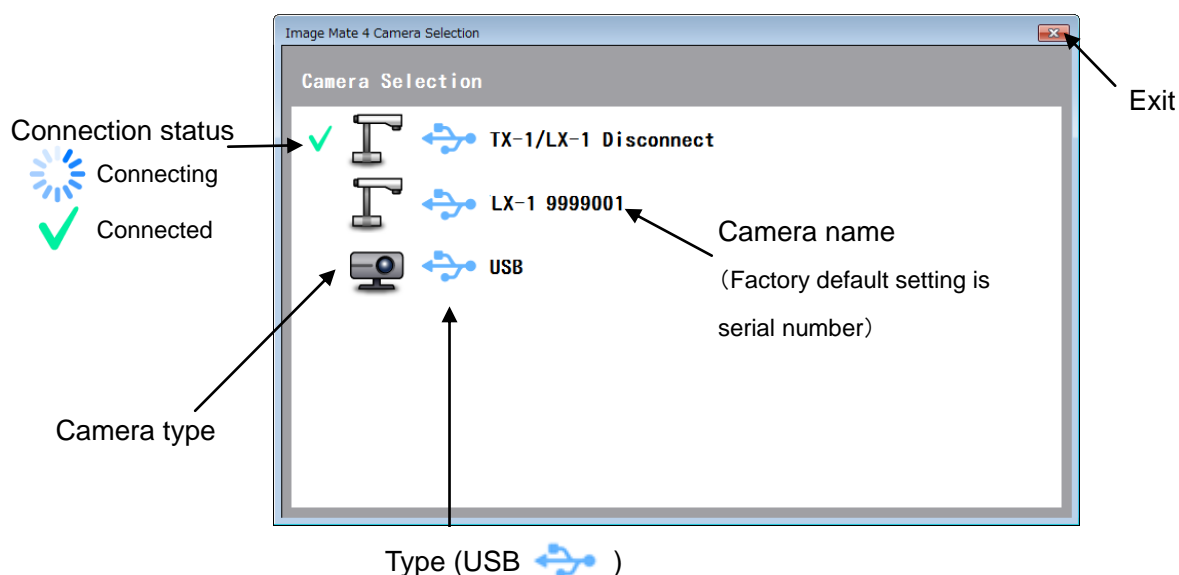 Image Mate 4 Camera Selection
Camera Selection
Exit
Connection status
Connecting
Connected
TX-1/LX-1 Disconnect
LX-1 9999001
USB
Camera name
（Factory default setting is
serial number）
Camera type
Type (USB )